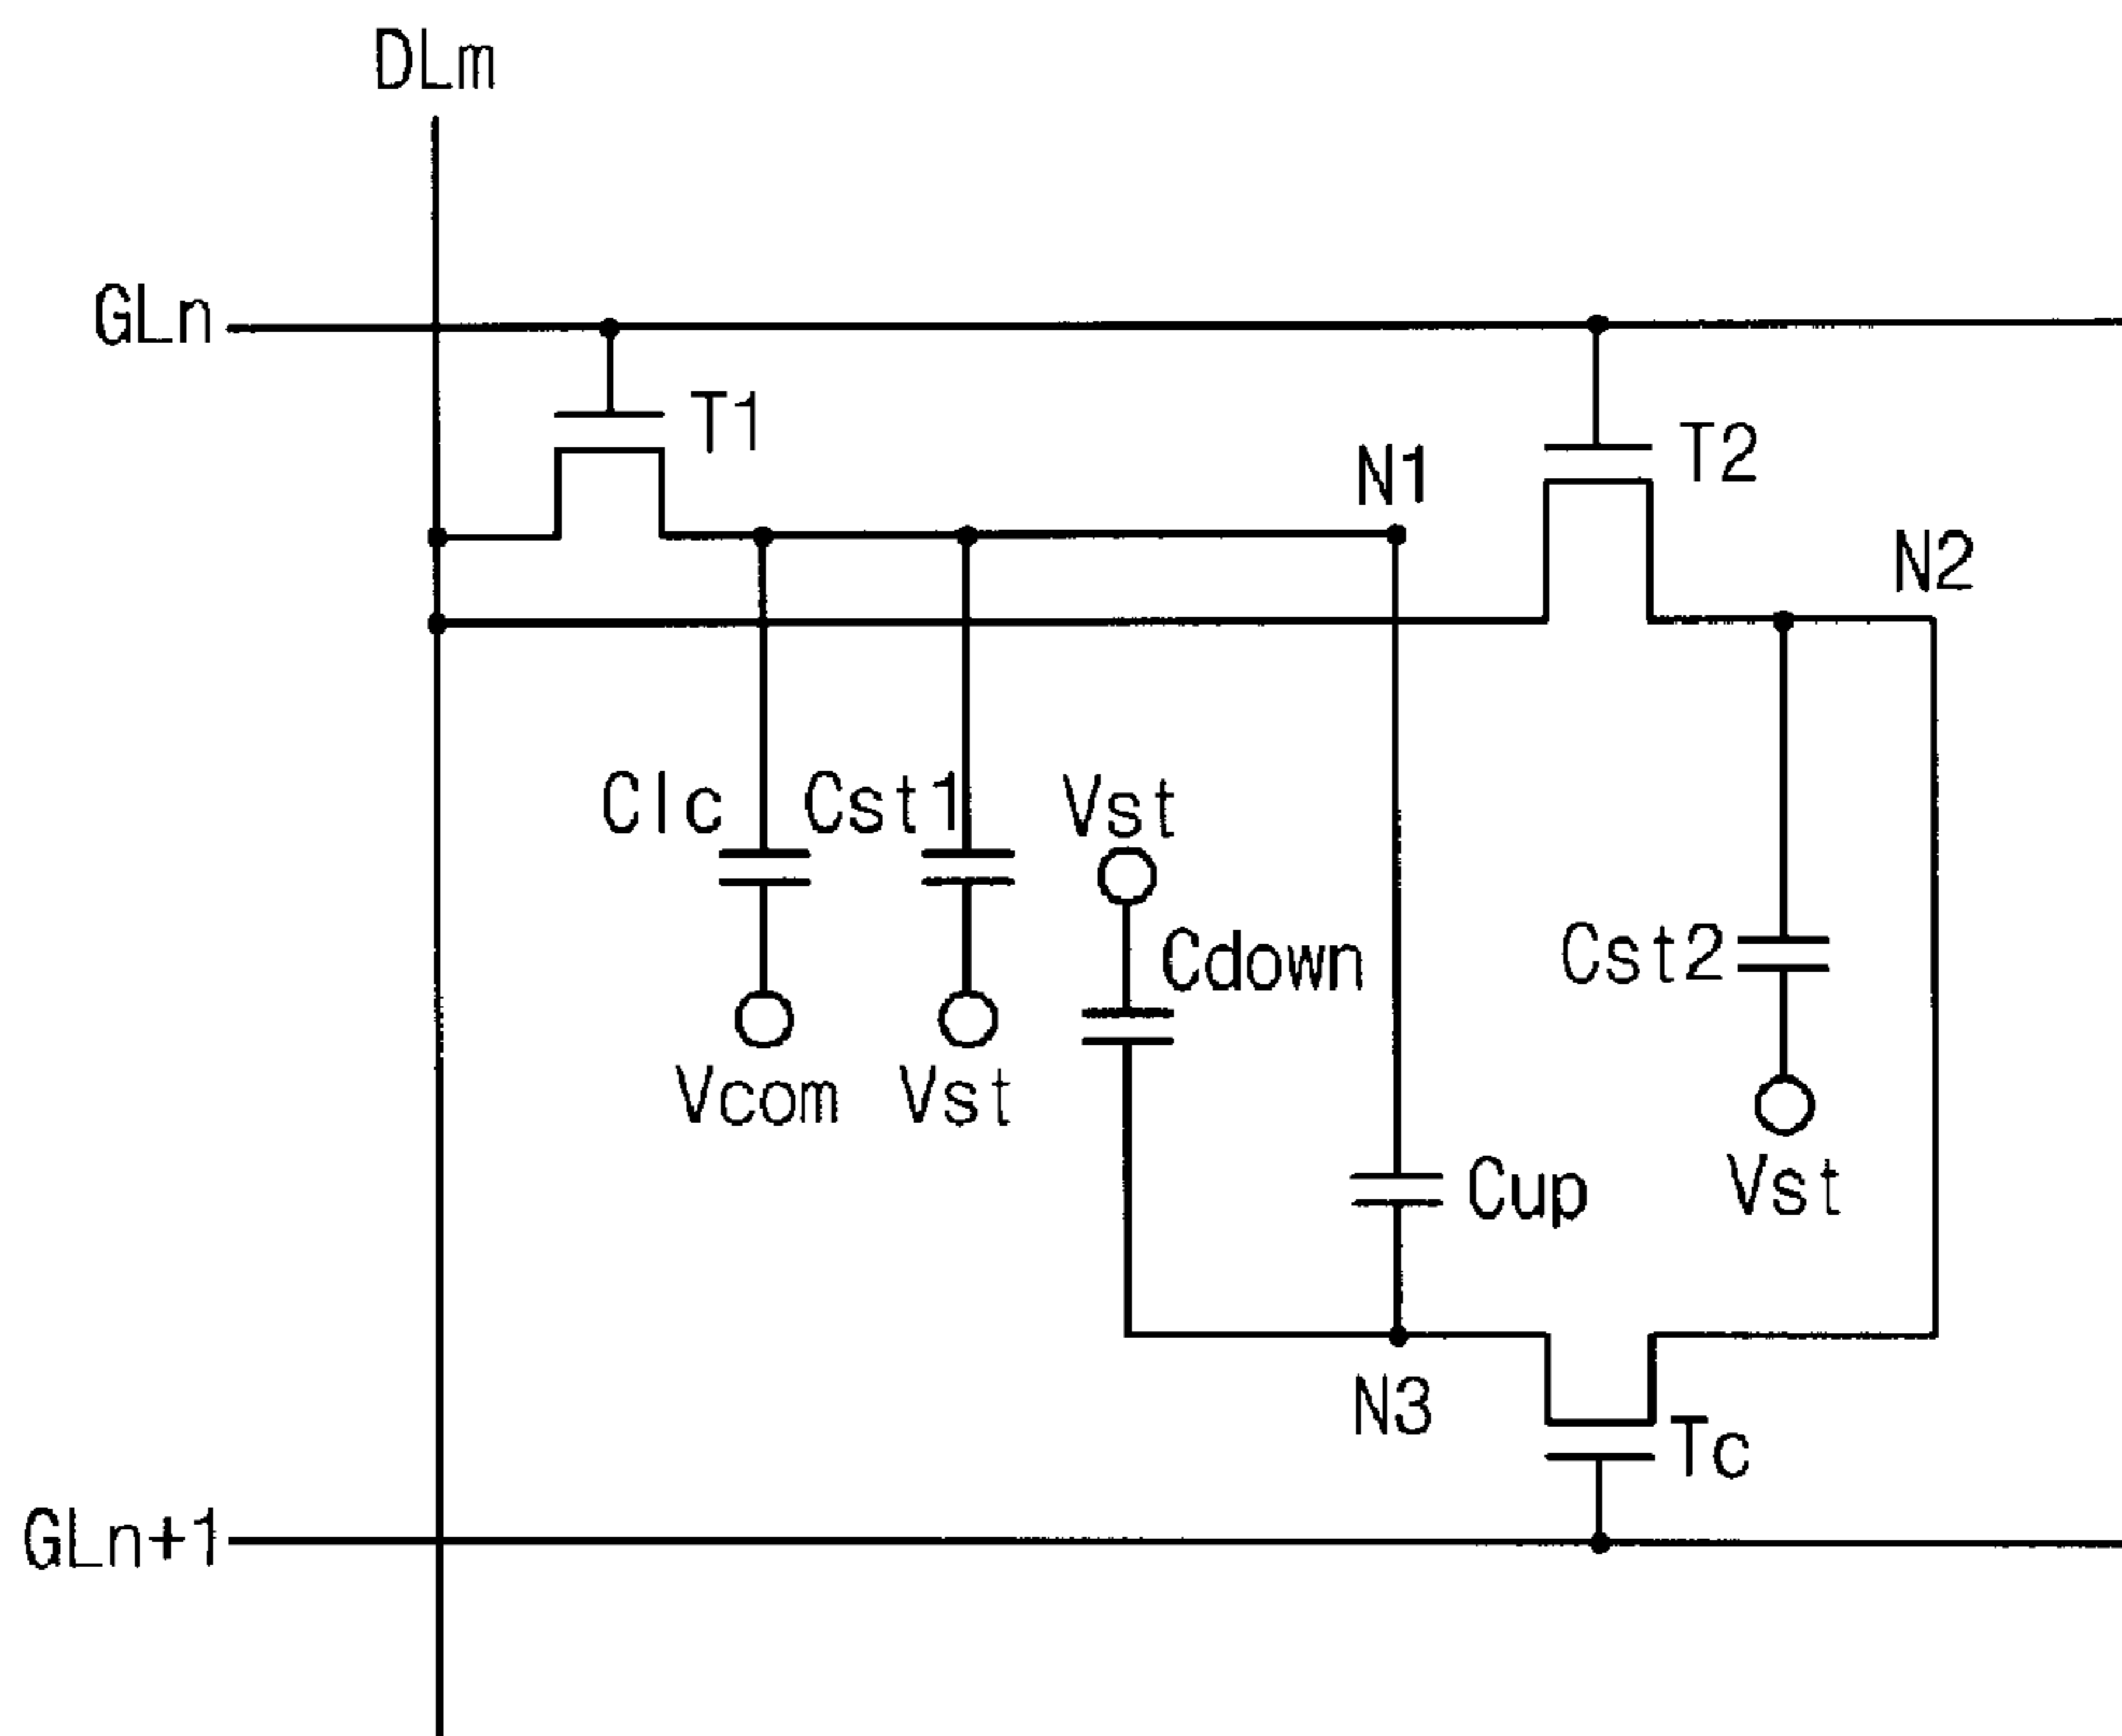 DLm
GLn
T1
T2
N1
N2
Clc
Cst1
Vst
Cdown
Cst2
Vcom
Vst
Cup
Vst
N3
Tc
GLn+1